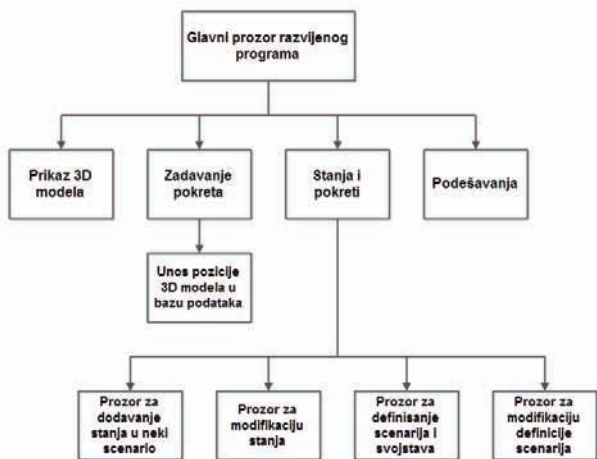 Glavni prozor razvijenog
programa
Prikaz 3D
modela
Zadavanje
pokreta
Stanja i
pokreti
Podešavanja
Unos pozicije
3D modela u
bazu podataka
Prozor za
dodavanje
stanja u neki
scenario
Prozor za
modifikaciju
stanja
Prozor za
definisanje
scenarija i
svojstava
Prozor za
modifikaciju
definicije
scenarija